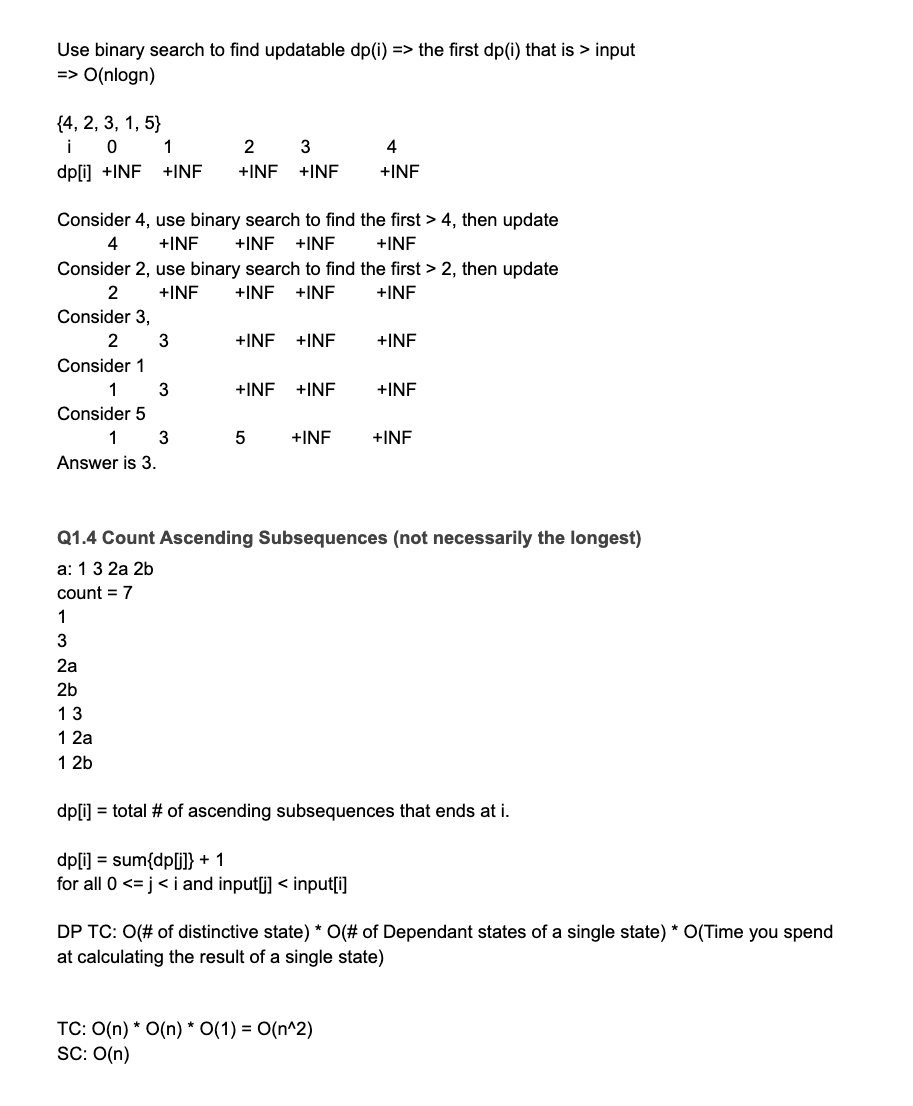 Use binary search to find updatable dp(i) => the first dp(i) that is > input
=> O(nlogn)
{4, 2, 3, 1, 5}
i 0 1 2 3 4
dp[i] +INF +INF +INF +INF +INF
Consider 4, use binary search to find the first > 4, then update
4 +INF +INF +INF +INF
Consider 2, use binary search to find the first > 2, then update
2 +INF +INF +INF +INF
Consider 3,
2 3 +INF +INF +INF
Consider 1
1 3 +INF +INF +INF
Consider 5
1 3 5 +INF +INF
Answer is 3.
Q1.4 Count Ascending Subsequences (not necessarily the longest)
a: 1 3 2a 2b
count = 7
1
3
2a
2b
1 3
1 2a
1 2b
dp[i] = total # of ascending subsequences that ends at i.
dp[i] = sum{dp[j]} + 1
for all 0 <= j < i and input[j] < input[i]
DP TC: O(# of distinctive state) * O(# of Dependant states of a single state) * O(Time you spend
at calculating the result of a single state)
TC: O(n) * O(n) * O(1) = O(n^2)
SC: O(n)